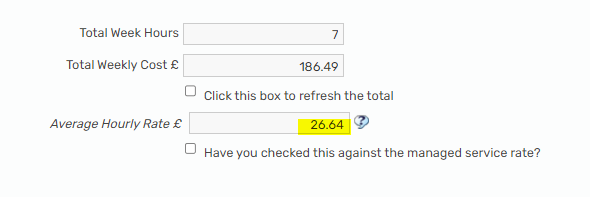 Total Week Hours 7
Total Weekly Cost £ 186.49
Click this box to refresh the total
Average Hourly Rate £ 26.64 ?
Have you checked this against the managed service rate?